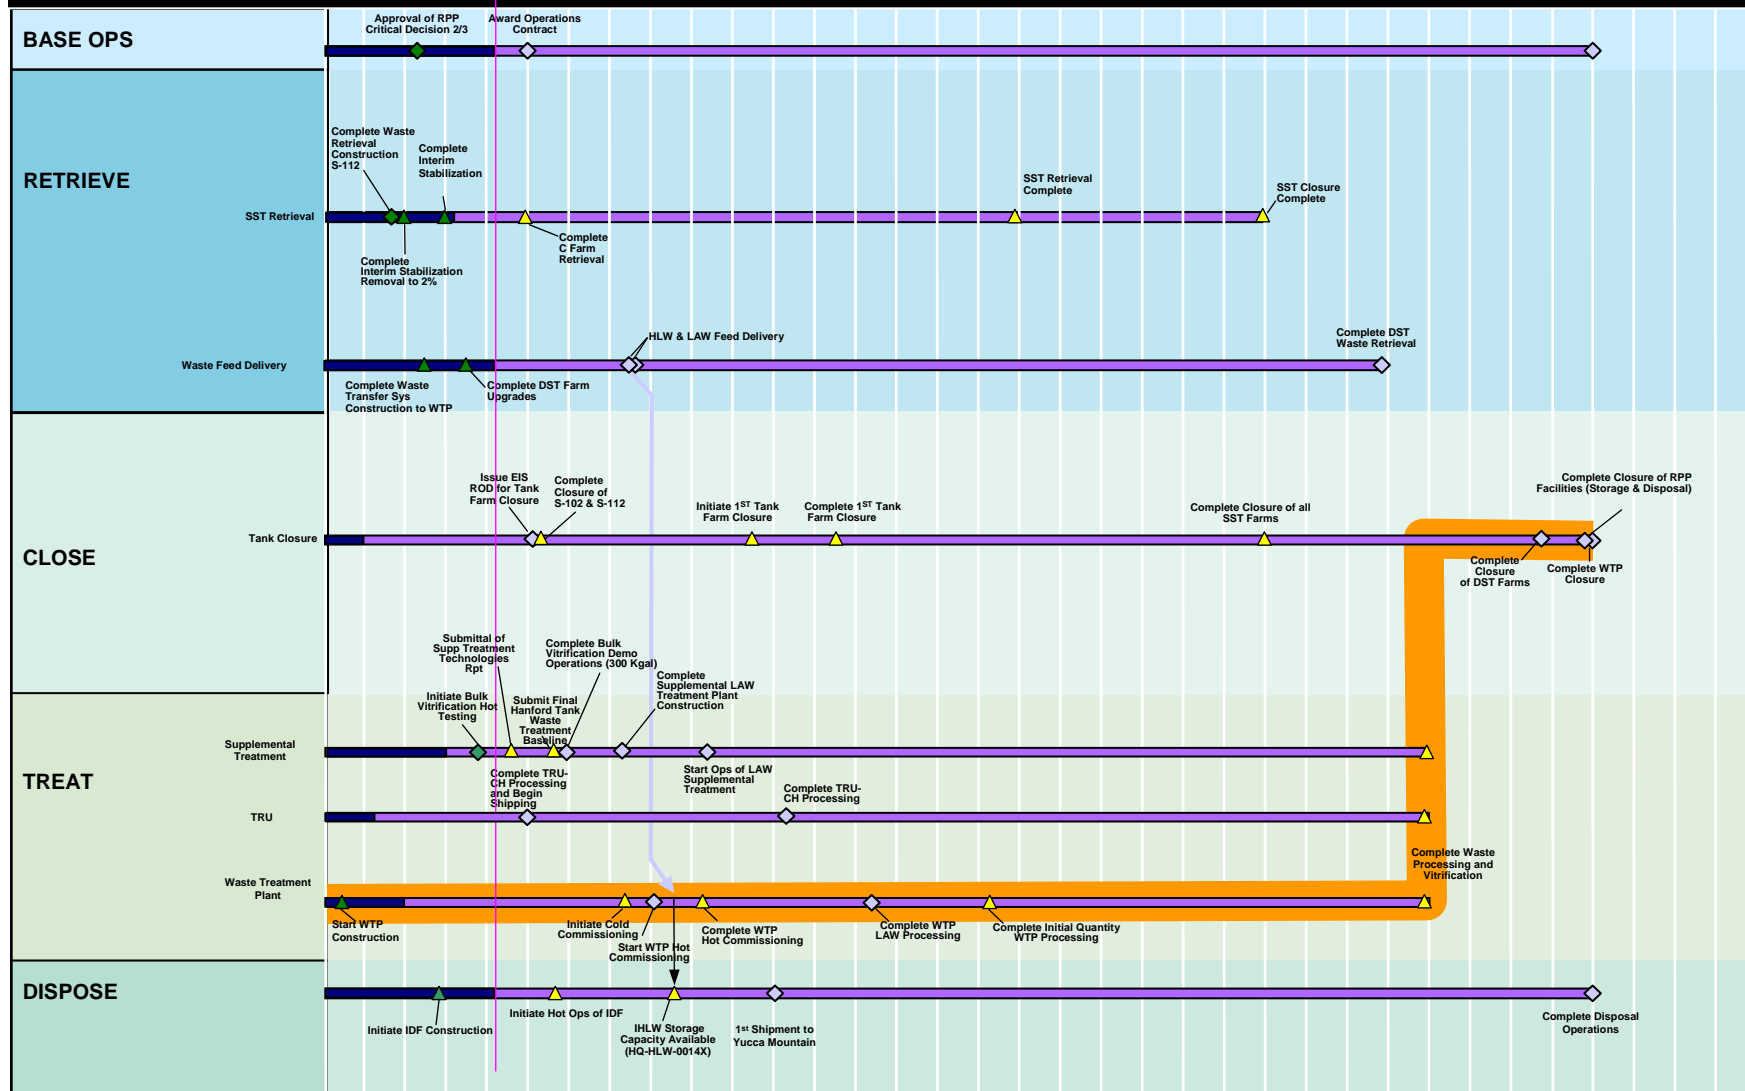 Approval of RPP
Critical Decision 2/3
Award Operations
Contract
BASE OPS
Complete Waste
Retrieval
Construction
S-112
Complete
Interim
Stabilization
RETRIEVE
SST Retrieval
Complete
SST Closure
Complete
SST Retrieval
Complete
C Farm
Retrieval
Complete
Interim Stabilization
Removal to 2%
HLW & LAW Feed Delivery
Complete DST
Waste Retrieval
Waste Feed Delivery
Complete Waste
Transfer Sys
Construction to WTP
Complete DST Farm
Upgrades
Issue EIS
ROD for Tank
Farm Closure
Complete
Closure of
S-102 & S-112
Initiate 1ST Tank
Farm Closure
Complete 1ST Tank
Farm Closure
Complete Closure of all
SST Farms
Complete Closure of RPP
Facilities (Storage & Disposal)
Tank Closure
CLOSE
Complete
Closure
of DST Farms
Complete WTP
Closure
Submittal of
Supp Treatment
Technologies
Rpt
Complete Bulk
Vitrification Demo
Operations (300 Kgal)
Complete
Supplemental LAW
Treatment Plant
Construction
Initiate Bulk
Vitrification Hot
Testing
Submit Final
Hanford Tank
Waste
Treatment
Baseline
Supplemental
Treatment
TREAT
Complete TRU-
CH Processing
and Begin
Shipping
Start Ops of LAW
Supplemental
Treatment
Complete TRU-
CH Processing
TRU
Complete Waste
Processing and
Vitrification
Waste Treatment
Plant
Start WTP
Construction
Initiate Cold
Commissioning
Start WTP Hot
Commissioning
Complete WTP
Hot Commissioning
Complete WTP
LAW Processing
Complete Initial Quantity
WTP Processing
DISPOSE
Initiate IDF Construction
Initiate Hot Ops of IDF
IHLW Storage
Capacity Available
(HQ-HLW-0014X)
1st Shipment to
Yucca Mountain
Complete Disposal
Operations